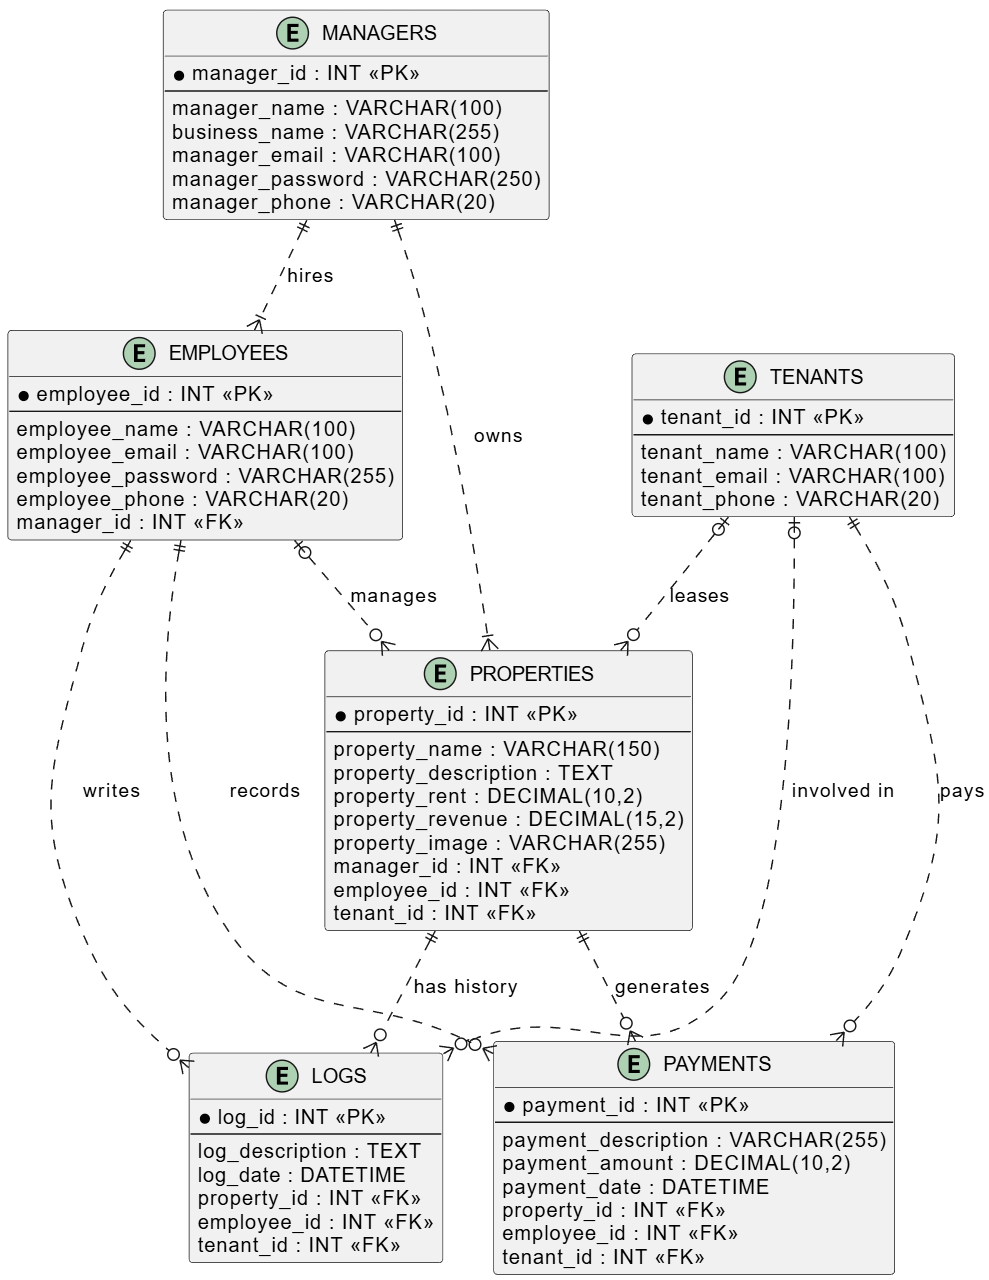 E MANAGERS
manager_id : INT «PK»
manager_name : VARCHAR(100)
business_name : VARCHAR(255)
manager_email : VARCHAR(100)
manager_password : VARCHAR(250)
manager_phone : VARCHAR(20)
hires
owns
E EMPLOYEES
employee_id : INT «PK»
employee_name : VARCHAR(100)
employee_email : VARCHAR(100)
employee_password : VARCHAR(255)
employee_phone : VARCHAR(20)
manager_id : INT «FK»
E TENANTS
tenant_id : INT «PK»
tenant_name : VARCHAR(100)
tenant_email : VARCHAR(100)
tenant_phone : VARCHAR(20)
manages
leases
E PROPERTIES
property_id : INT «PK»
property_name : VARCHAR(150)
property_description : TEXT
property_rent : DECIMAL(10,2)
property_revenue : DECIMAL(15,2)
property_image : VARCHAR(255)
manager_id : INT «FK»
employee_id : INT «FK»
tenant_id : INT «FK»
writes
records
involved in
pays
has history
generates
E LOGS
log_id : INT «PK»
log_description : TEXT
log_date : DATETIME
property_id : INT «FK»
employee_id : INT «FK»
tenant_id : INT «FK»
E PAYMENTS
payment_id : INT «PK»
payment_description : VARCHAR(255)
payment_amount : DECIMAL(10,2)
payment_date : DATETIME
property_id : INT «FK»
employee_id : INT «FK»
tenant_id : INT «FK»